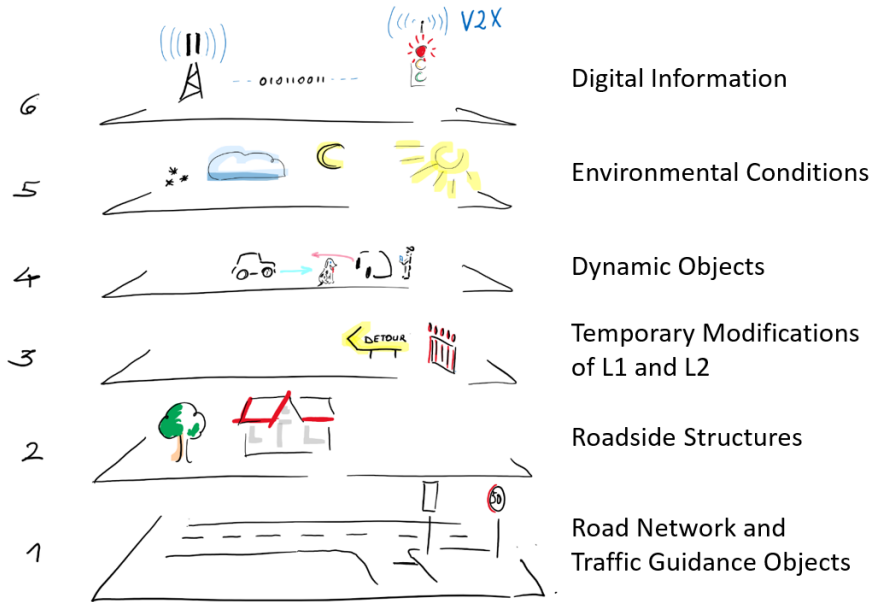 V2X
010110011
6
Digital Information
5
Environmental Conditions
4
Dynamic Objects
3
DETOUR
Temporary Modifications
of L1 and L2
2
Roadside Structures
50
1
Road Network and
Traffic Guidance Objects